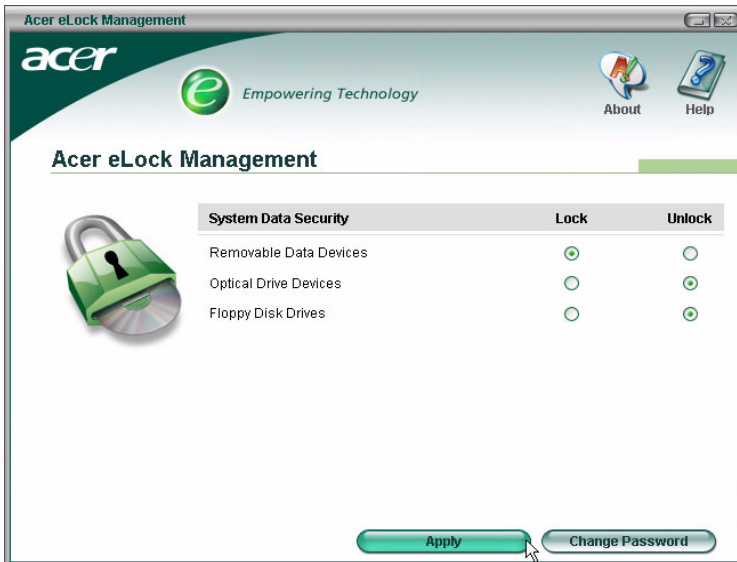 Acer eLock Management
acer
Empowering Technology
About Help
Acer eLock Management
System Data Security Lock Unlock
Removable Data Devices
Optical Drive Devices
Floppy Disk Drives
Apply Change Password